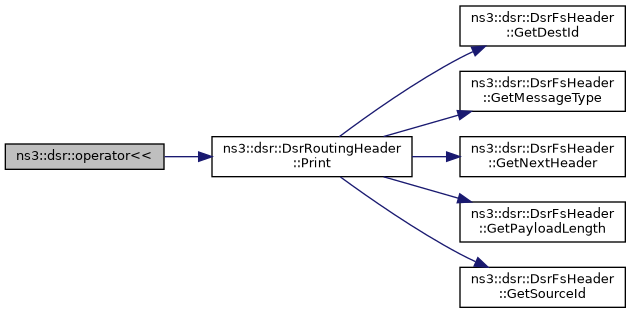 ns3::dsr::operator<<
ns3::dsr::DsrRoutingHeader
::Print
ns3::dsr::DsrFsHeader
::GetDestId
ns3::dsr::DsrFsHeader
::GetMessageType
ns3::dsr::DsrFsHeader
::GetNextHeader
ns3::dsr::DsrFsHeader
::GetPayloadLength
ns3::dsr::DsrFsHeader
::GetSourceId